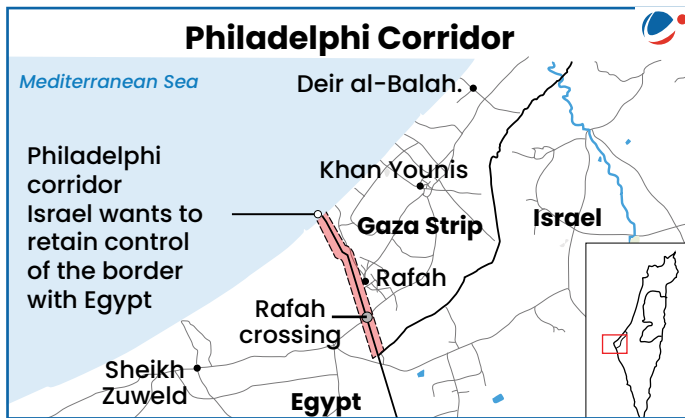 Philadelphi Corridor
Mediterranean Sea
Deir al-Balah.
Philadelphi
corridor
Israel wants to
retain control
of the border
with Egypt
Khan Younis
Gaza Strip
Israel
Rafah
Rafah
crossing
Sheikh
Zuweld
Egypt